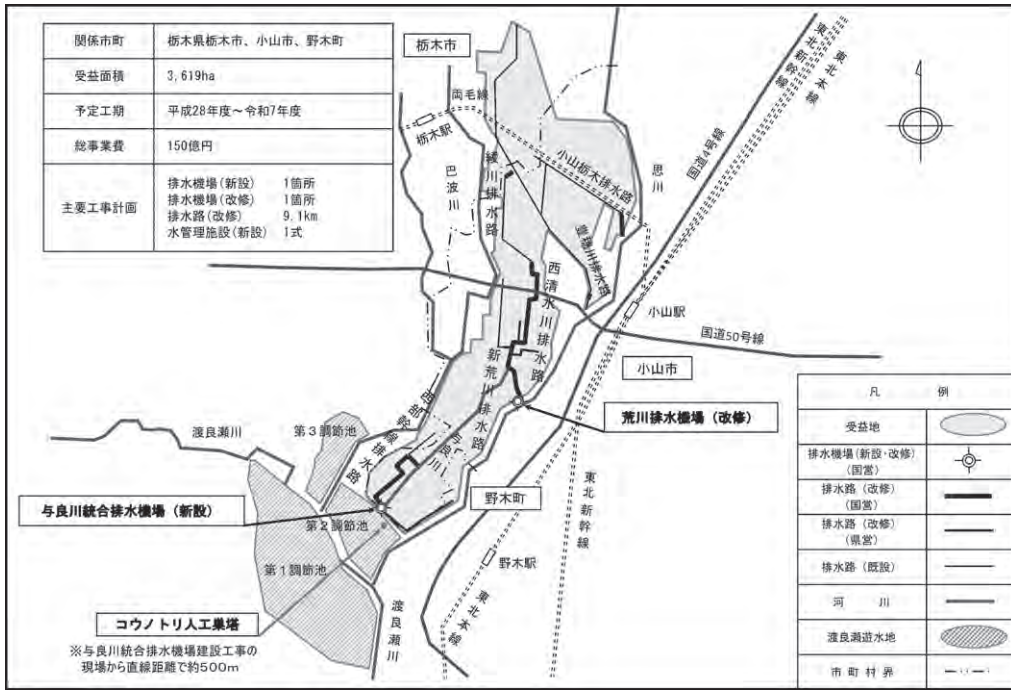 関係市町 栃木県栃木市、小山市、野木町
受益面積 3,619ha
予定工期 平成28年度～令和7年度
総事業費 150億円
主要工事計画
排水機場(新設) 1箇所
排水機場(改修) 1箇所
排水路(改修) 9.1km
水管理施設(新設) 1式
栃木市
両毛線
栃木駅
巴波川
綾川排水路
小山栃木排水路
思川
国道4号線
東北新幹線
東北本線
豊穂川排水路
西清水川排水路
小山駅
国道50号線
小山市
新荒川排水路
荒川排水機場（改修）
西部幹線排水路
与良川
渡良瀬川
第3調節池
与良川統合排水機場（新設）
第2調節池
第1調節池
野木町
野木駅
東北新幹線
東北本線
渡良瀬川
コウノトリ人工巣塔
※与良川統合排水機場建設工事の
現場から直線距離で約500m
凡 例
受益地
排水機場(新設・改修)
(国営)
排水路（改修）
(国営)
排水路（改修）
(県営)
排水路（既設）
河 川
渡良瀬遊水地
市 町 村 界